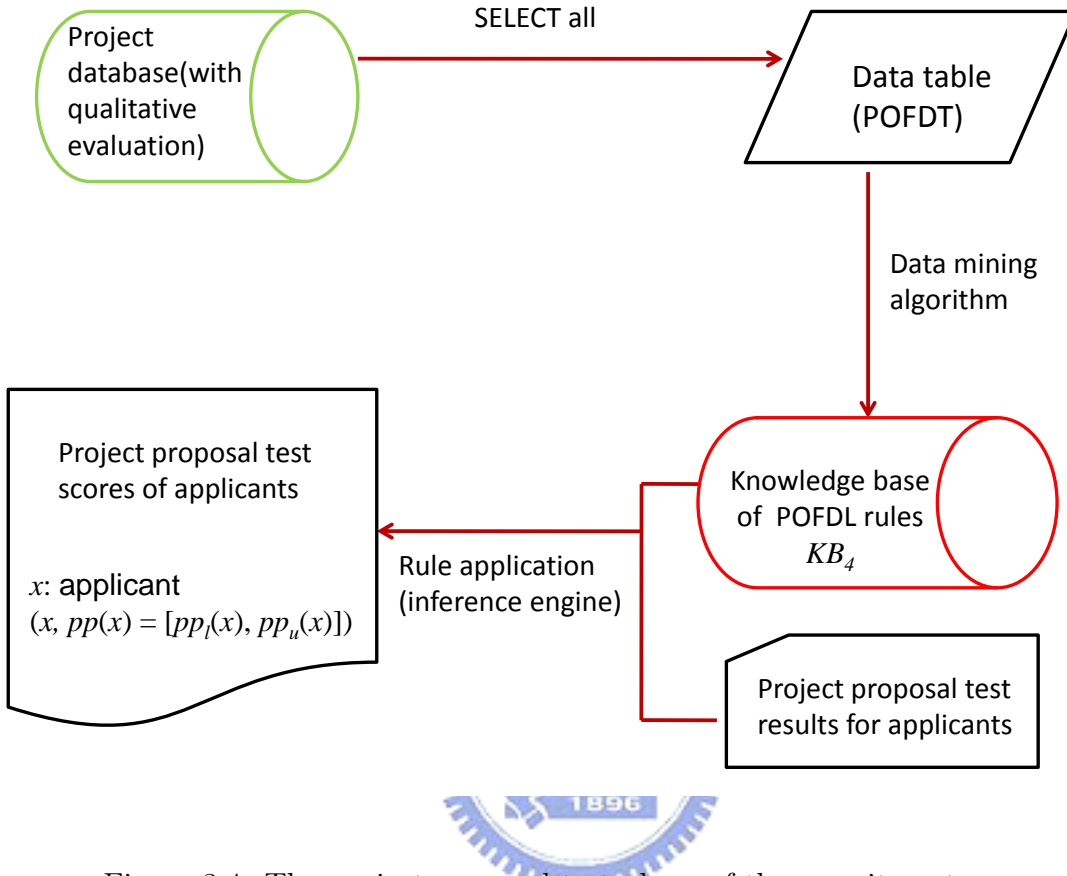 SELECT all
Project
database(with
qualitative
evaluation)
Data table
(POFDT)
Data mining
algorithm
Project proposal test
scores of applicants
x: applicant
(x, pp(x) = [ppl(x), ppu(x)])
Rule application
(inference engine)
Knowledge base
of POFDL rules
KB4
Project proposal test
results for applicants
1896